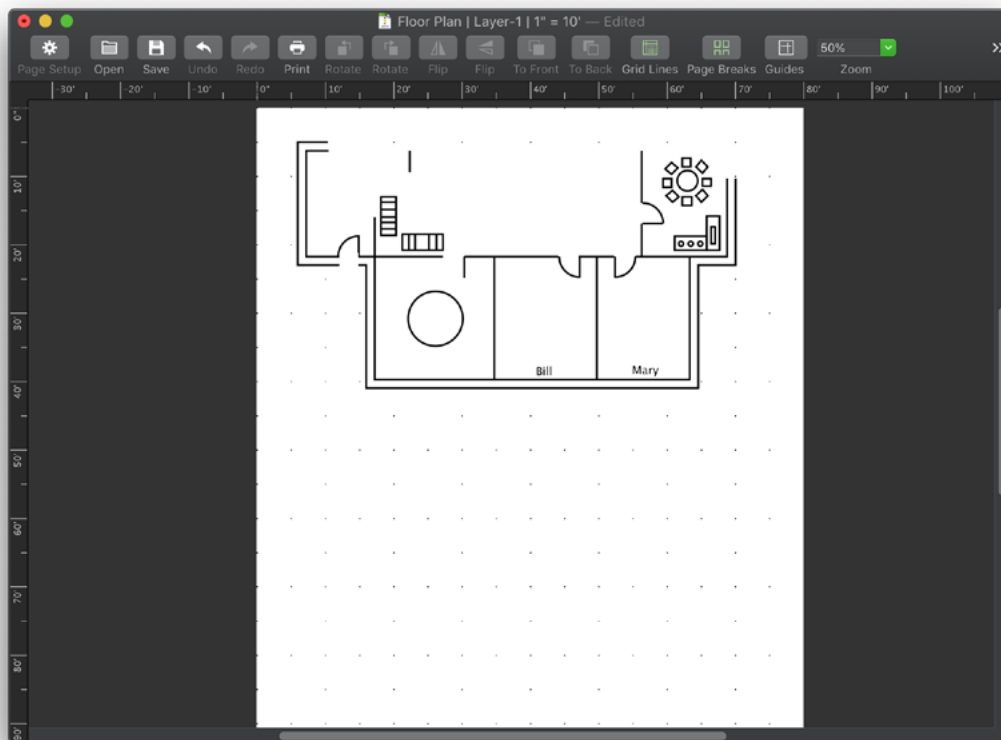 Floor Plan | Layer-1 | 1" = 10' — Edited
Page Setup Open Save Undo Redo Print Rotate Rotate Flip Flip To Front To Back Grid Lines Page Breaks Guides 50% Zoom
-30' -20' -10' 0" 10' 20' 30' 40' 50' 60' 70' 80' 90' 100'
0"
10'
20'
30'
40'
50'
60'
70'
80'
90'
Bill Mary